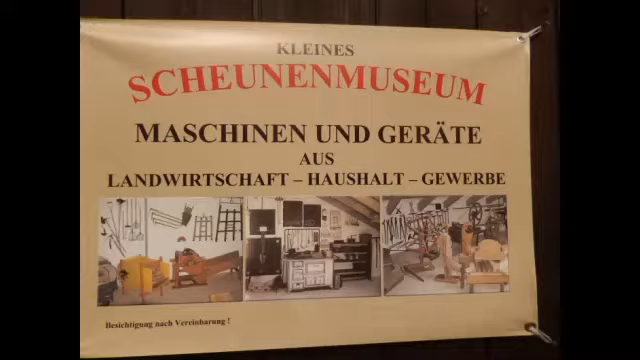 KLEINES
SCHEUNENMUSEUM
MASCHINEN UND GERÄTE
AUS
LANDWIRTSCHAFT – HAUSHALT – GEWERBE
Besichtigung nach Vereinbarung !